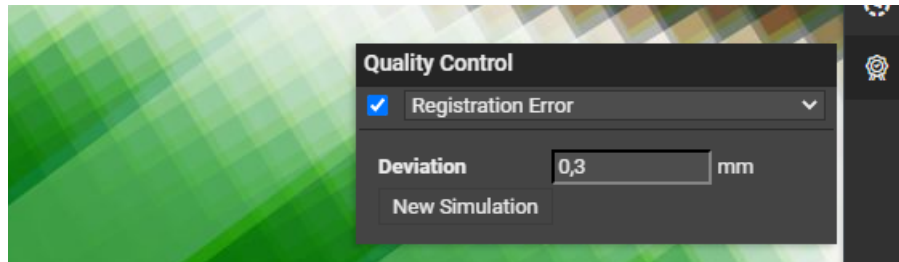 Quality Control
Registration Error
Deviation 0,3 mm
New Simulation